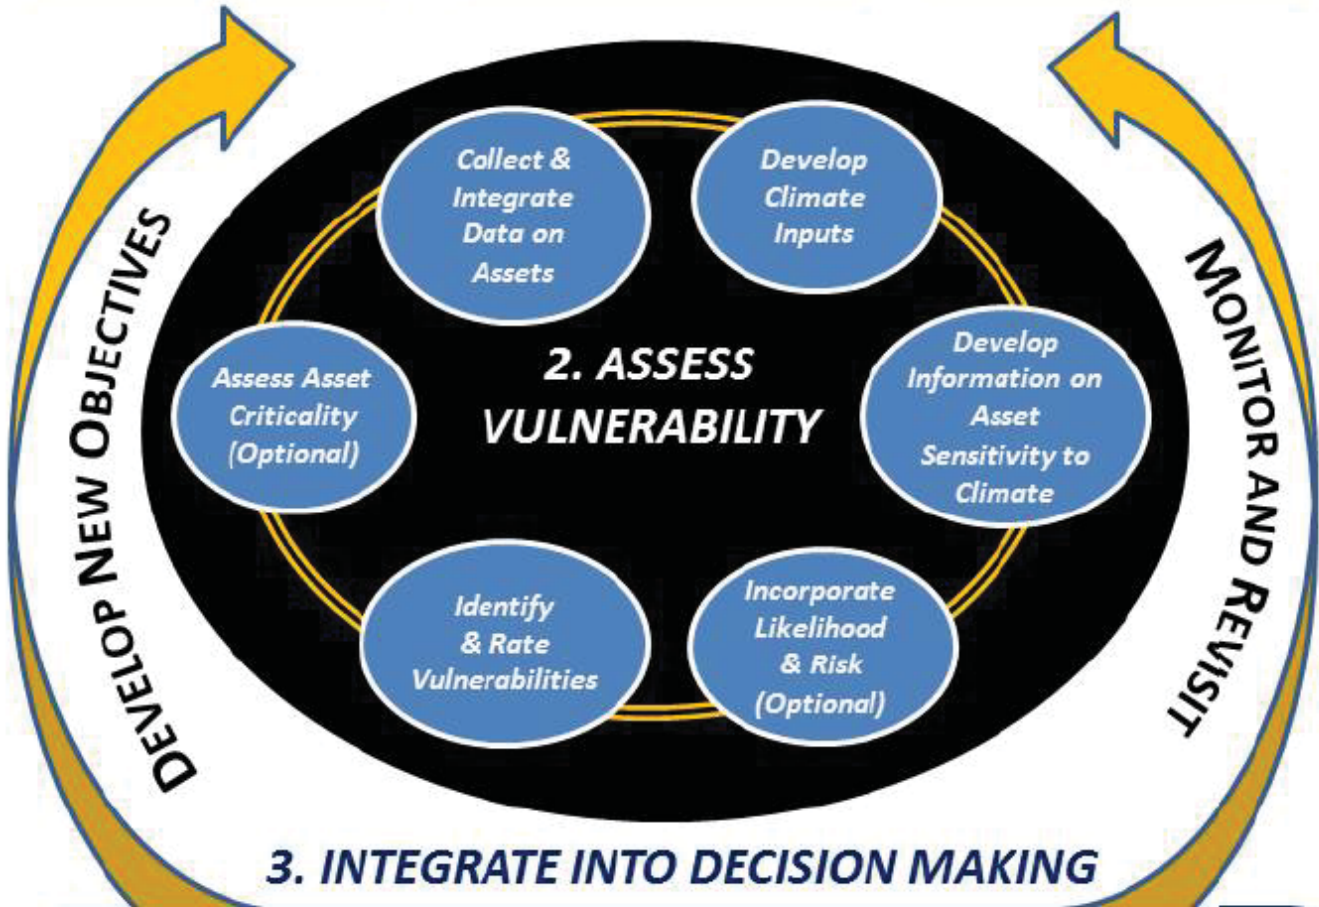 Collect &
Integrate
Data on
Assets
Develop
Climate
Inputs
Assess Asset
Criticality
(Optional)
2. ASSESS
VULNERABILITY
Develop
Information on
Asset
Sensitivity to
Climate
Identify
& Rate
Vulnerabilities
Incorporate
Likelihood
& Risk
(Optional)
DEVELOP NEW OBJECTIVES
MONITOR AND REVISIT
3. INTEGRATE INTO DECISION MAKING